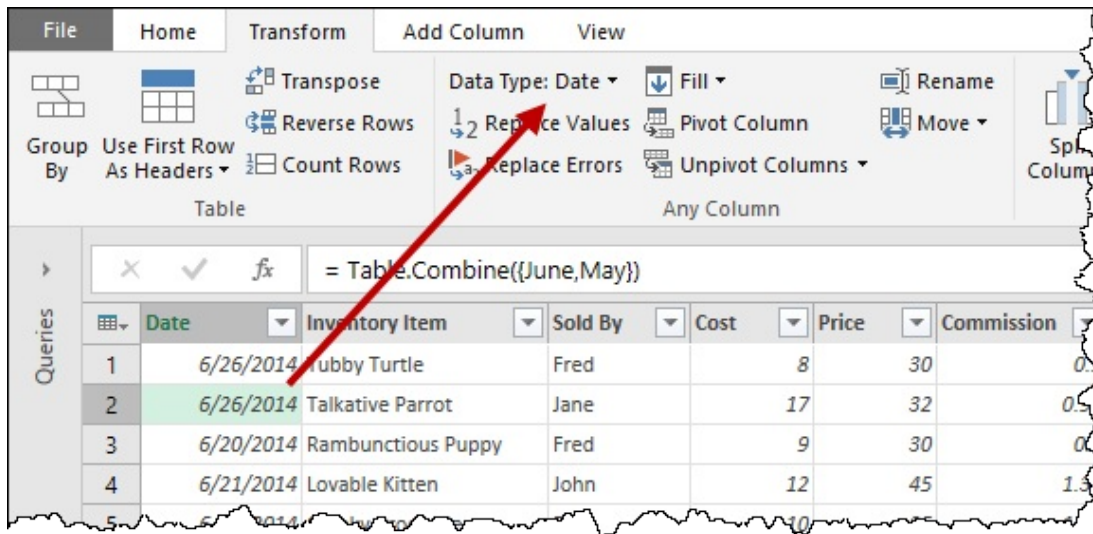 File Home Transform Add Column View
Group By
Use First Row As Headers
Transpose
Reverse Rows
Count Rows
Table
Data Type: Date
Replace Values
Replace Errors
Fill
Pivot Column
Unpivot Columns
Rename
Move
Any Column
Queries
fx = Table.Combine({June,May})
Date Inventory Item Sold By Cost Price Commission
1 6/26/2014 Tubby Turtle Fred 8 30
2 6/26/2014 Talkative Parrot Jane 17 32
3 6/20/2014 Rambunctious Puppy Fred 9 30
4 6/21/2014 Lovable Kitten John 12 45